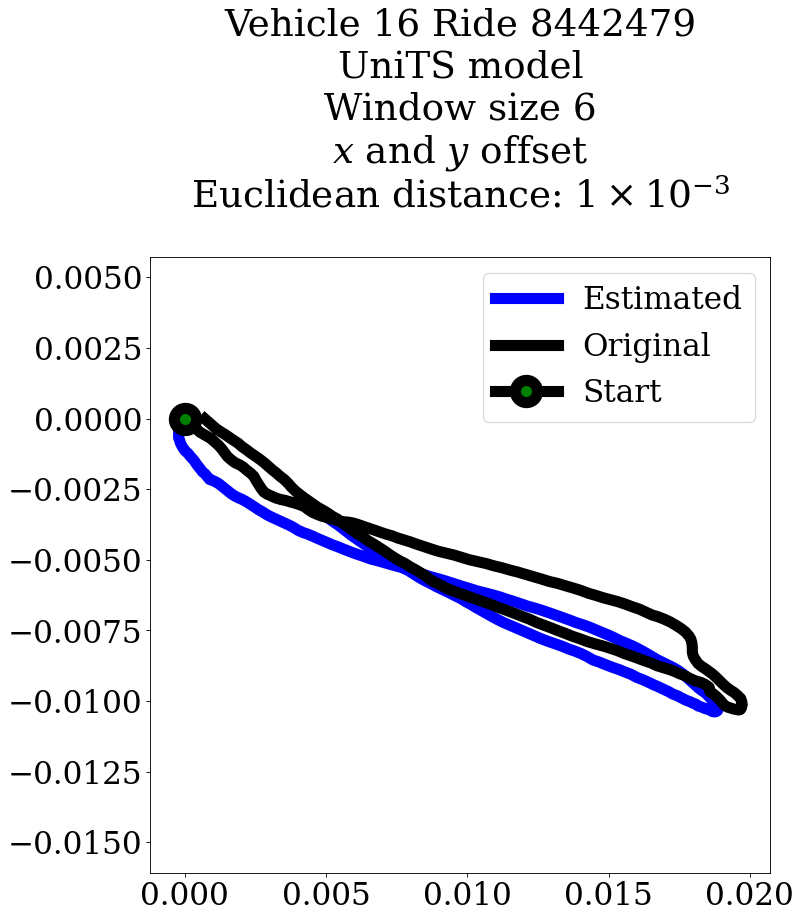 Vehicle 16 Ride 8442479
UniTS model
Window size 6
x and y offset
Euclidean distance: 1 × 10⁻³
Estimated
Original
Start
0.0050
0.0025
0.0000
−0.0025
−0.0050
−0.0075
−0.0100
−0.0125
−0.0150
0.000 0.005 0.010 0.015 0.020